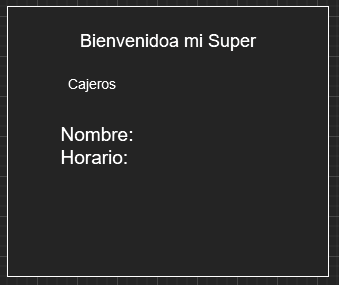 Bienvenidoa mi Super
Cajeros
Nombre:
Horario: